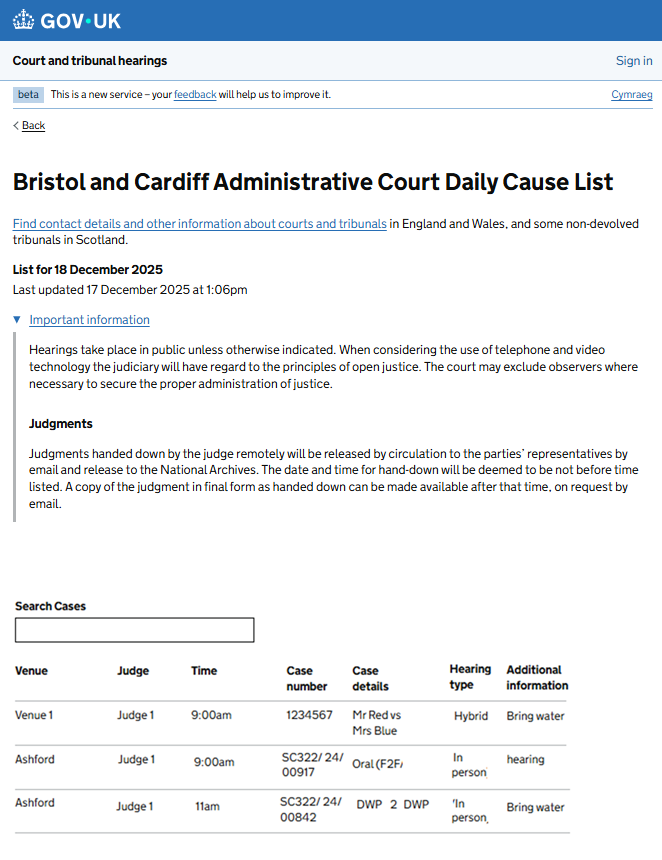 GOV·UK
Court and tribunal hearings
Sign in
beta
This is a new service – your feedback will help us to improve it.
Cymraeg
Back
Bristol and Cardiff Administrative Court Daily Cause List
Find contact details and other information about courts and tribunals in England and Wales, and some non-devolved
tribunals in Scotland.
List for 18 December 2025
Last updated 17 December 2025 at 1:06pm
Important information
Hearings take place in public unless otherwise indicated. When considering the use of telephone and video
technology the judiciary will have regard to the principles of open justice. The court may exclude observers where
necessary to secure the proper administration of justice.
Judgments
Judgments handed down by the judge remotely will be released by circulation to the parties' representatives by
email and release to the National Archives. The date and time for hand-down will be deemed to be not before time
listed. A copy of the judgment in final form as handed down can be made available after that time, on request by
email.
Search Cases
Venue Judge Time Case number Case details Hearing type Additional information
Venue 1 Judge 1 9:00am 1234567 Mr Red vs Mrs Blue Hybrid Bring water
Ashford Judge 1 9:00am SC322/24/00917 Oral (F2F/ In person hearing
Ashford Judge 1 11am SC322/24/00842 DWP 2 DWP 'In person, Bring water